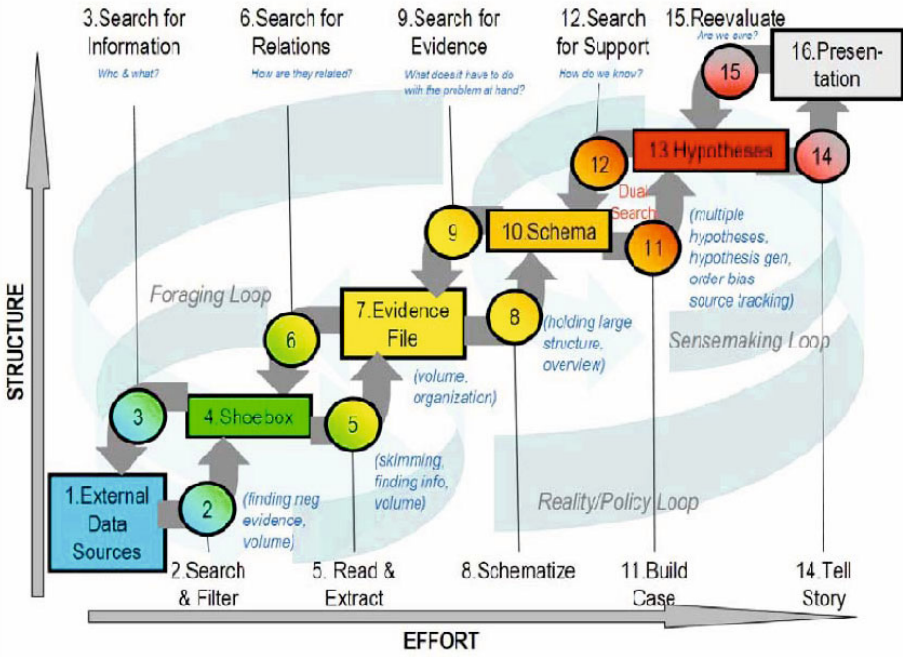 3.Search for
Information
Who & what?
6.Search for
Relations
How are they related?
9.Search for
Evidence
What does it have to do
with the problem at hand?
12.Search
for Support
How do we know?
15.Reevaluate
Are we sure?
16.Presen-
tation
15
14
13.Hypotheses
12
Dual
Search
11
(multiple
hypotheses,
hypothesis gen,
order bias
source tracking)
10.Schema
9
8
(holding large
structure,
overview)
Sensemaking Loop
Foraging Loop
7.Evidence
File
(volume,
organization)
6
5
(skimming,
finding info,
volume)
4.Shoebox
3
2
(finding neg
evidence,
volume)
1.External
Data
Sources
Reality/Policy Loop
2.Search
& Filter
5. Read &
Extract
8.Schematize
11.Build
Case
14.Tell
Story
STRUCTURE
EFFORT